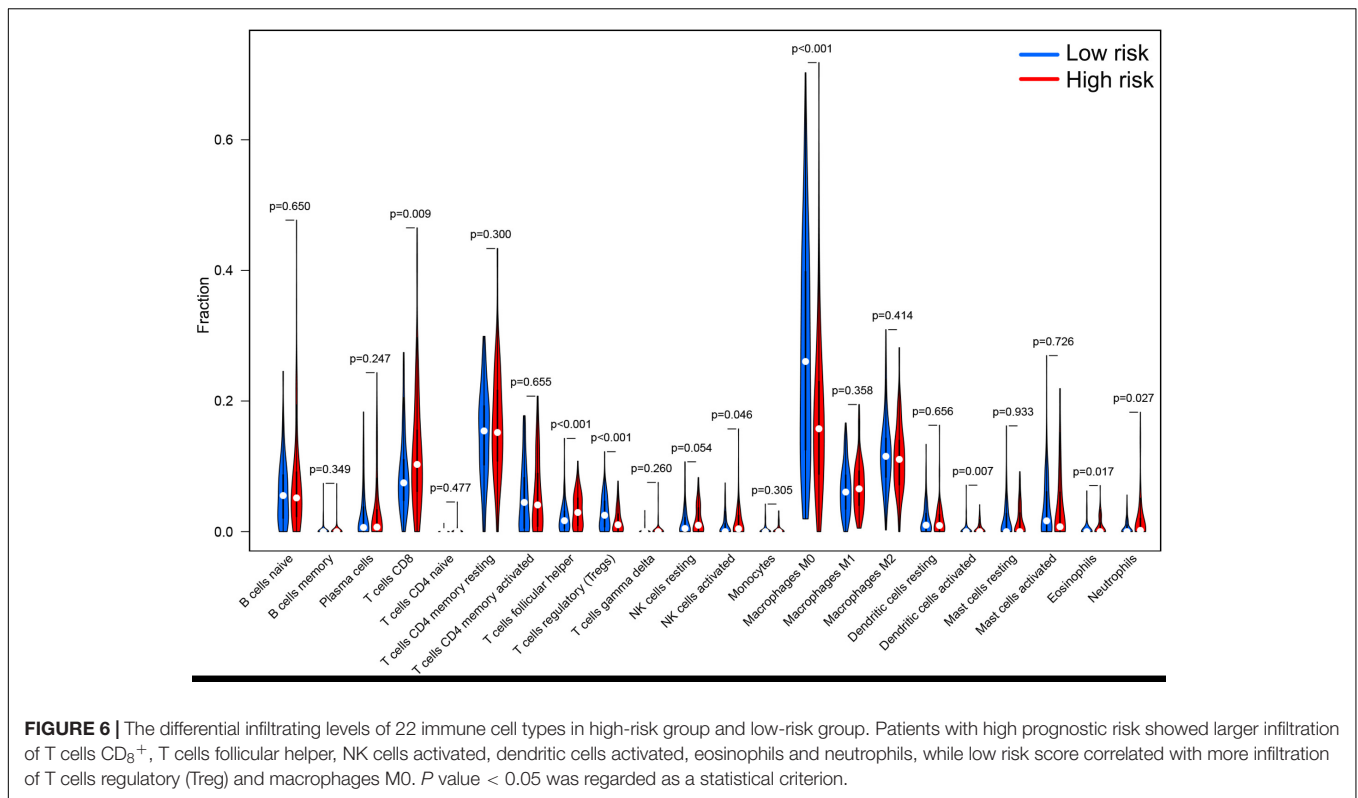 Low risk
High risk
Fraction
0.6
0.4
0.2
0.0
p=0.650
p=0.349
p=0.247
p=0.009
p=0.477
p=0.300
p=0.655
p<0.001
p<0.001
p=0.260
p=0.054
p=0.046
p=0.305
p<0.001
p=0.358
p=0.414
p=0.656
p=0.007
p=0.933
p=0.726
p=0.017
p=0.027
B cells naive
B cells memory
Plasma cells
T cells CD8
T cells CD4 naive
T cells CD4 memory resting
T cells CD4 memory activated
T cells follicular helper
T cells regulatory (Tregs)
T cells gamma delta
NK cells resting
NK cells activated
Monocytes
Macrophages M0
Macrophages M1
Macrophages M2
Dendritic cells resting
Dendritic cells activated
Mast cells resting
Mast cells activated
Eosinophils
Neutrophils
FIGURE 6 | The differential infiltrating levels of 22 immune cell types in high-risk group and low-risk group. Patients with high prognostic risk showed larger infiltration
of T cells CD₈⁺, T cells follicular helper, NK cells activated, dendritic cells activated, eosinophils and neutrophils, while low risk score correlated with more infiltration
of T cells regulatory (Treg) and macrophages M0. P value < 0.05 was regarded as a statistical criterion.